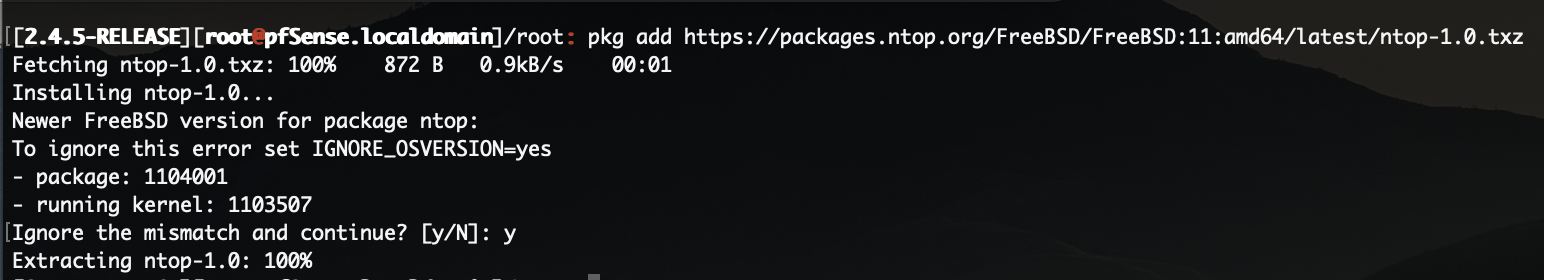 [2.4.5-RELEASE][root@pfSense.localdomain]/root: pkg add https://packages.ntop.org/FreeBSD/FreeBSD:11:amd64/latest/ntop-1.0.txz
Fetching ntop-1.0.txz: 100%    872 B   0.9kB/s    00:01
Installing ntop-1.0...
Newer FreeBSD version for package ntop:
To ignore this error set IGNORE_OSVERSION=yes
- package: 1104001
- running kernel: 1103507
Ignore the mismatch and continue? [y/N]: y
Extracting ntop-1.0: 100%